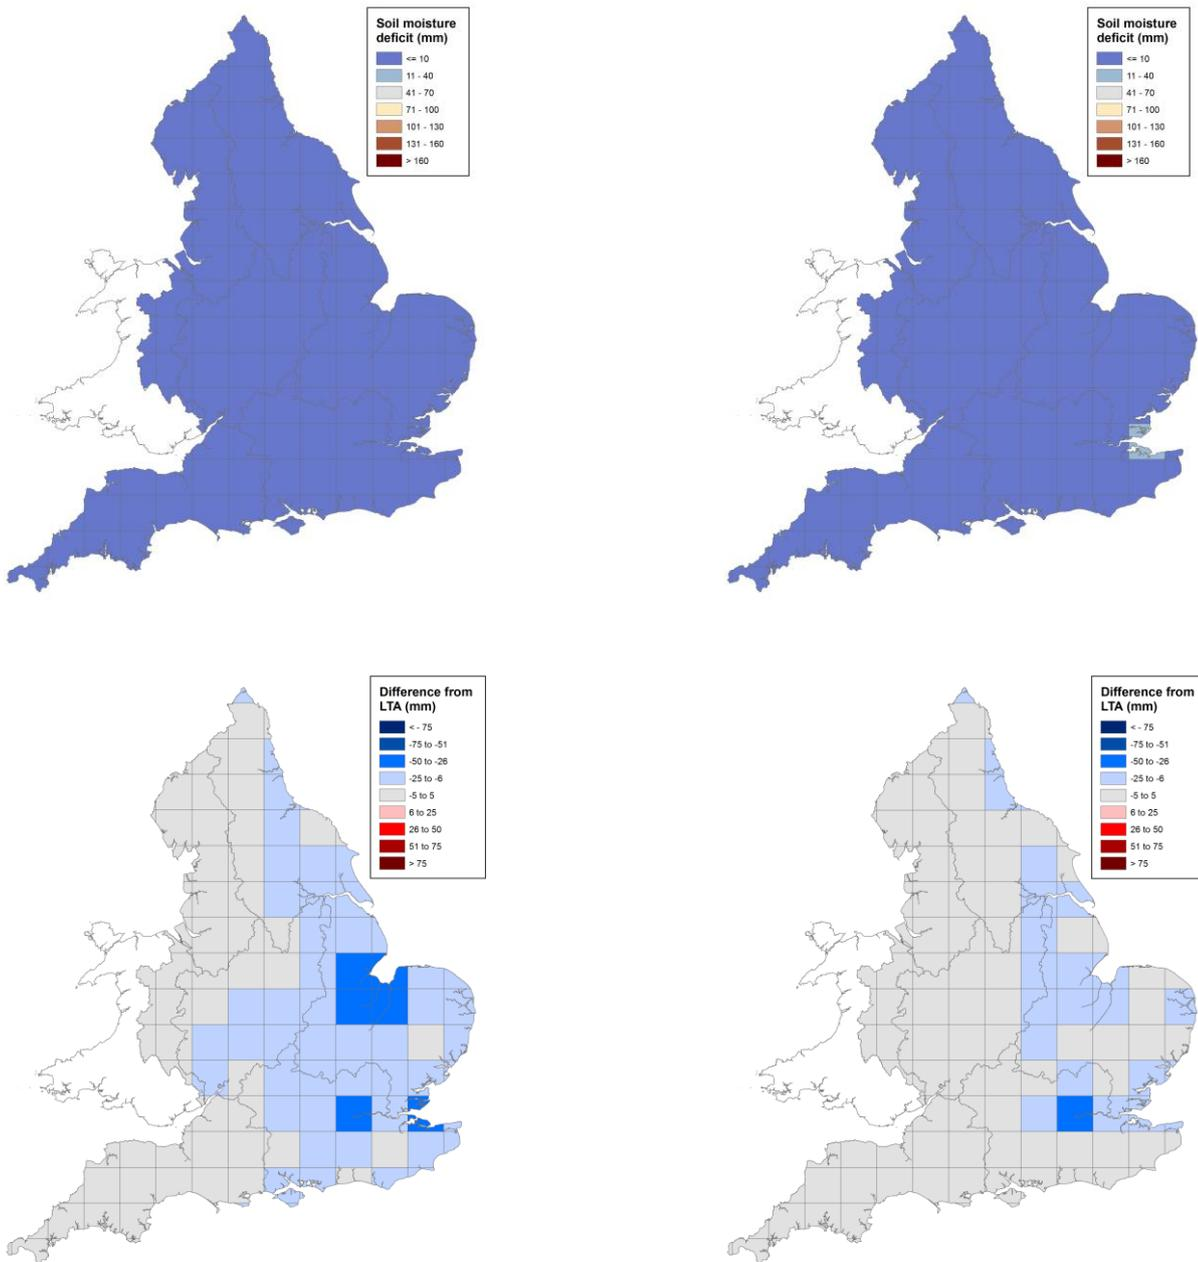 Soil moisture
deficit (mm)
<= 10
11 - 40
41 - 70
71 - 100
101 - 130
131 - 160
> 160
Soil moisture
deficit (mm)
<= 10
11 - 40
41 - 70
71 - 100
101 - 130
131 - 160
> 160
Difference from
LTA (mm)
< - 75
-75 to -51
-50 to -26
-25 to -6
-5 to 5
6 to 25
26 to 50
51 to 75
> 75
Difference from
LTA (mm)
< - 75
-75 to -51
-50 to -26
-25 to -6
-5 to 5
6 to 25
26 to 50
51 to 75
> 75